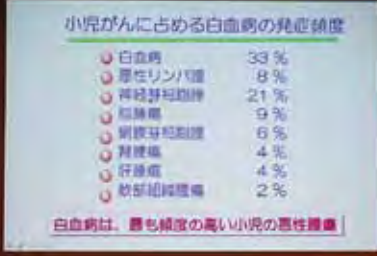 小児がんに占める白血病の発症頻度
白血病 33 %
悪性リンパ腫 8 %
神経芽細胞腫 21 %
脳腫瘍 9 %
網膜芽細胞腫 6 %
腎腫瘍 4 %
肝腫瘍 4 %
軟部組織腫瘍 2 %
白血病は、最も頻度の高い小児の悪性腫瘍